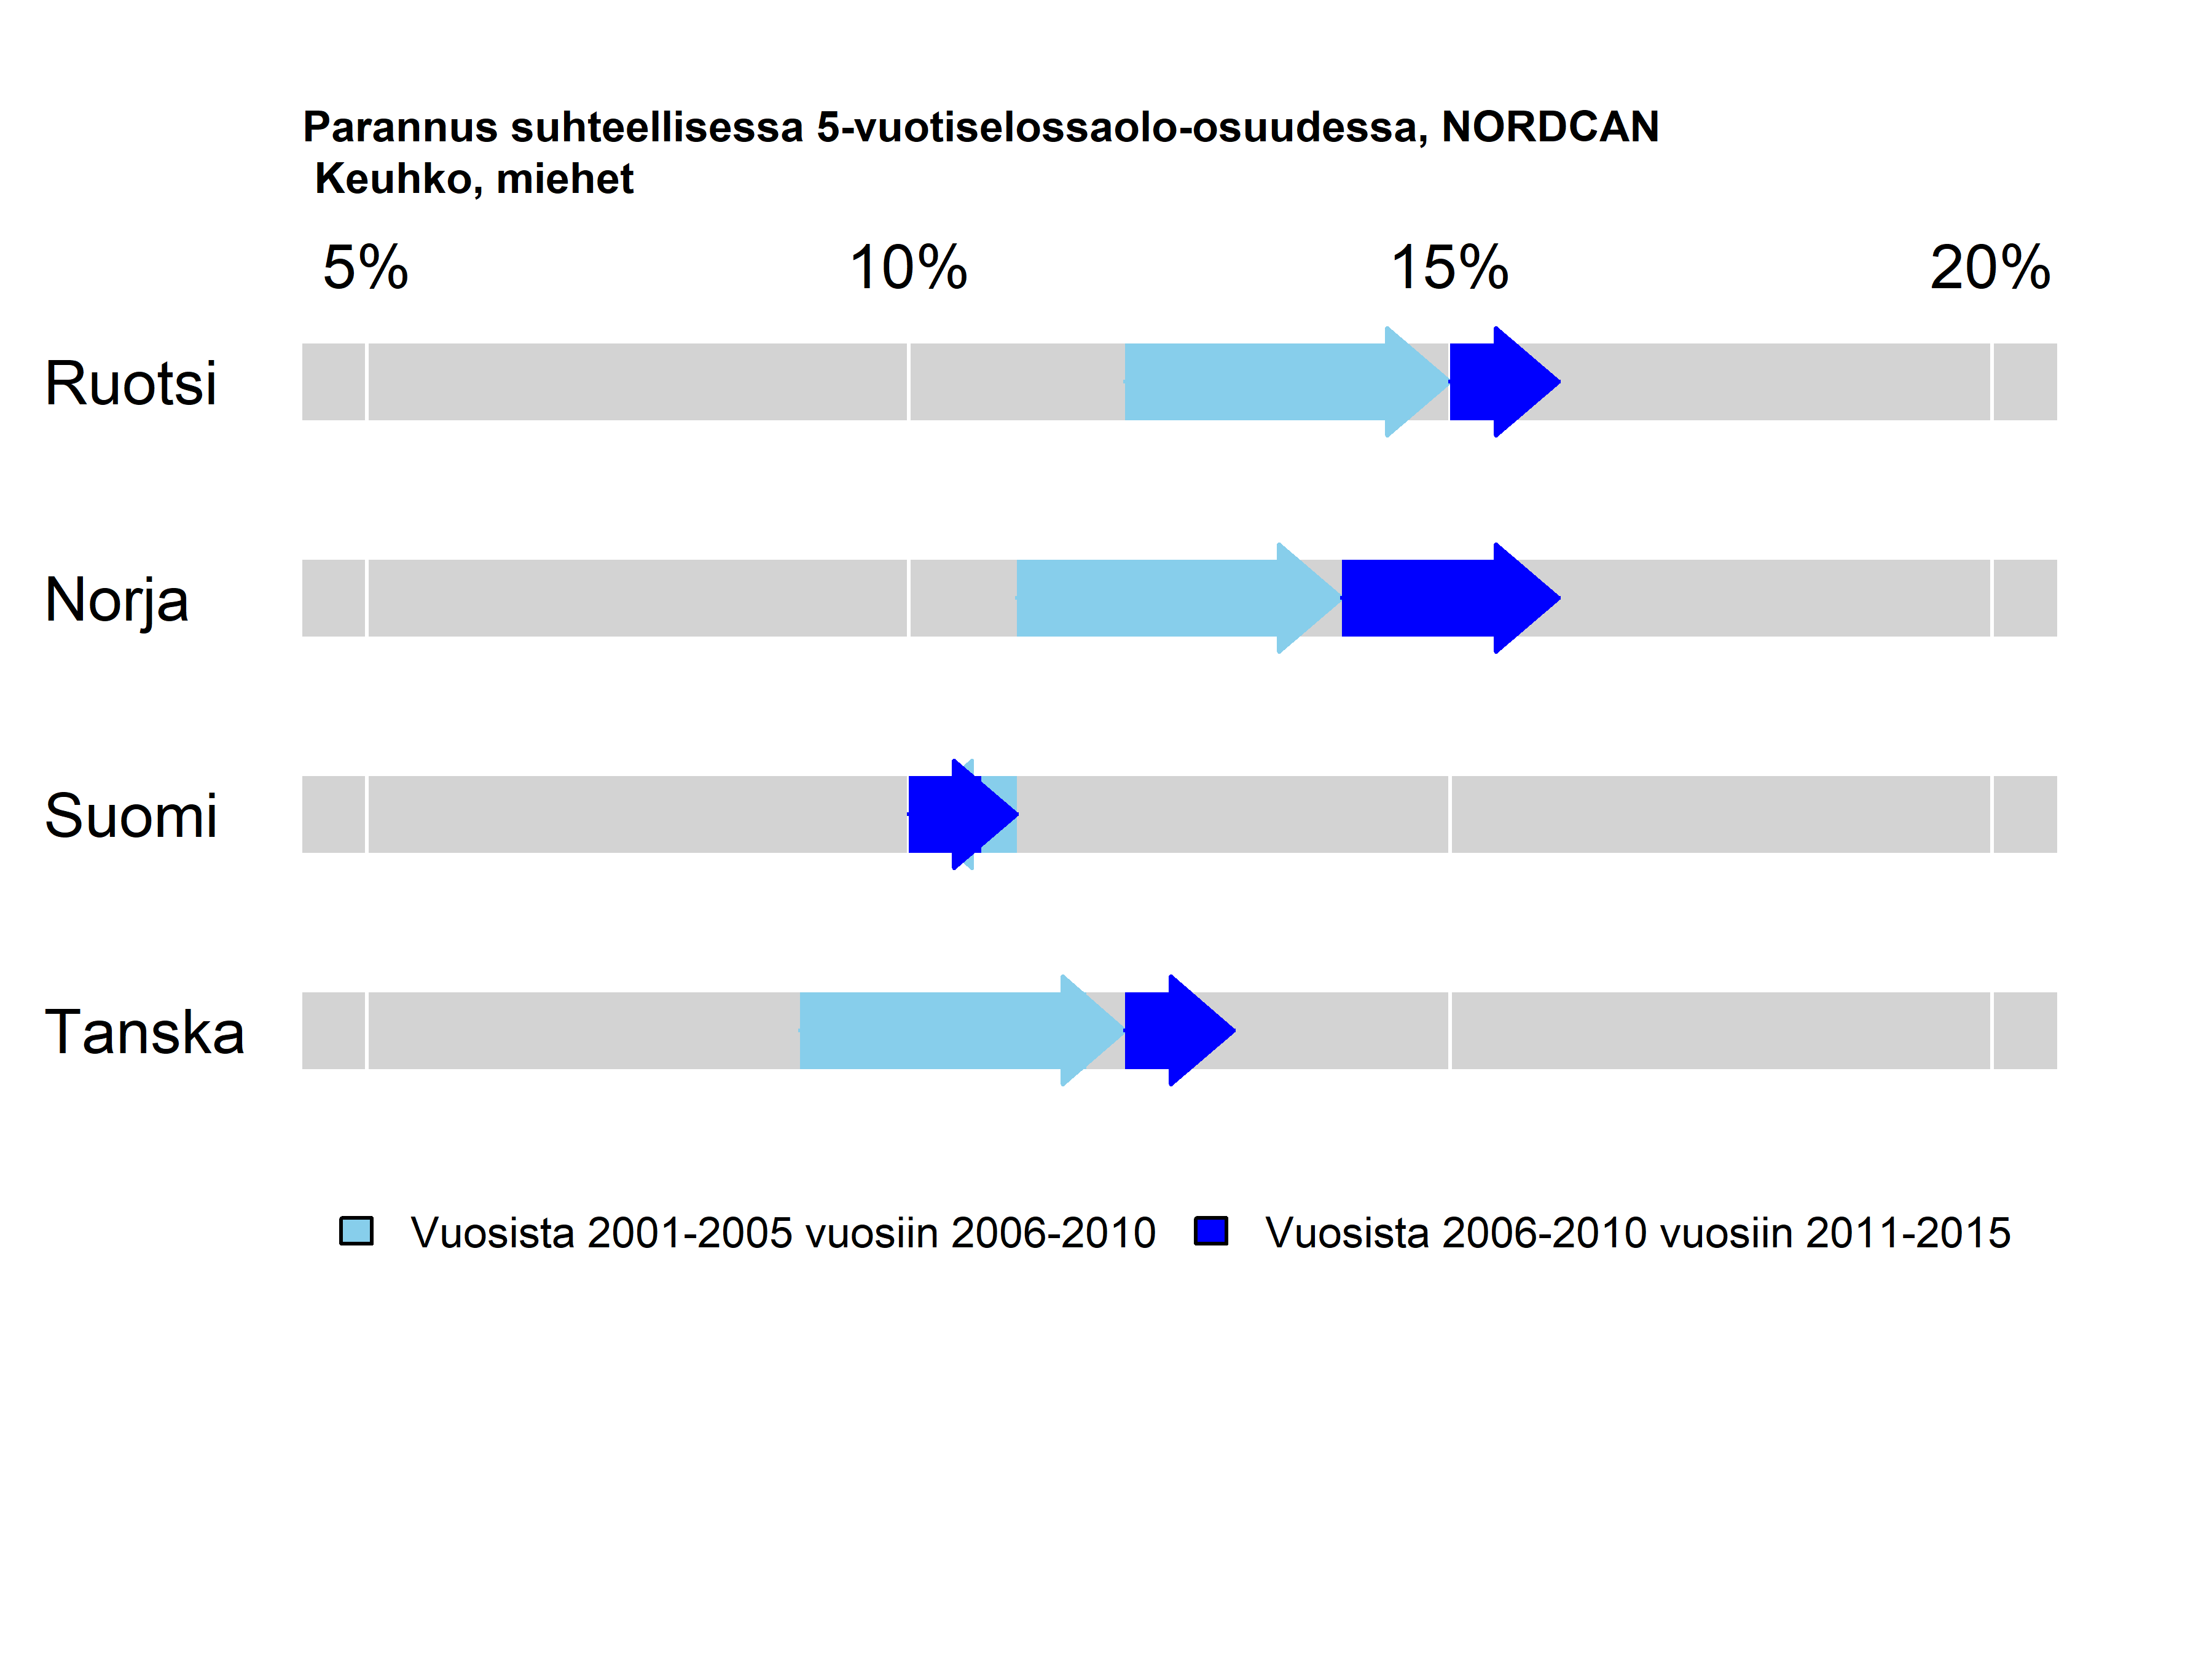 Parannus suhteellisessa 5-vuotiselossaolo-osuudessa, NORDCAN
Keuhko, miehet
5% 10% 15% 20%
Ruotsi
Norja
Suomi
Tanska
Vuosista 2001-2005 vuosiin 2006-2010 Vuosista 2006-2010 vuosiin 2011-2015